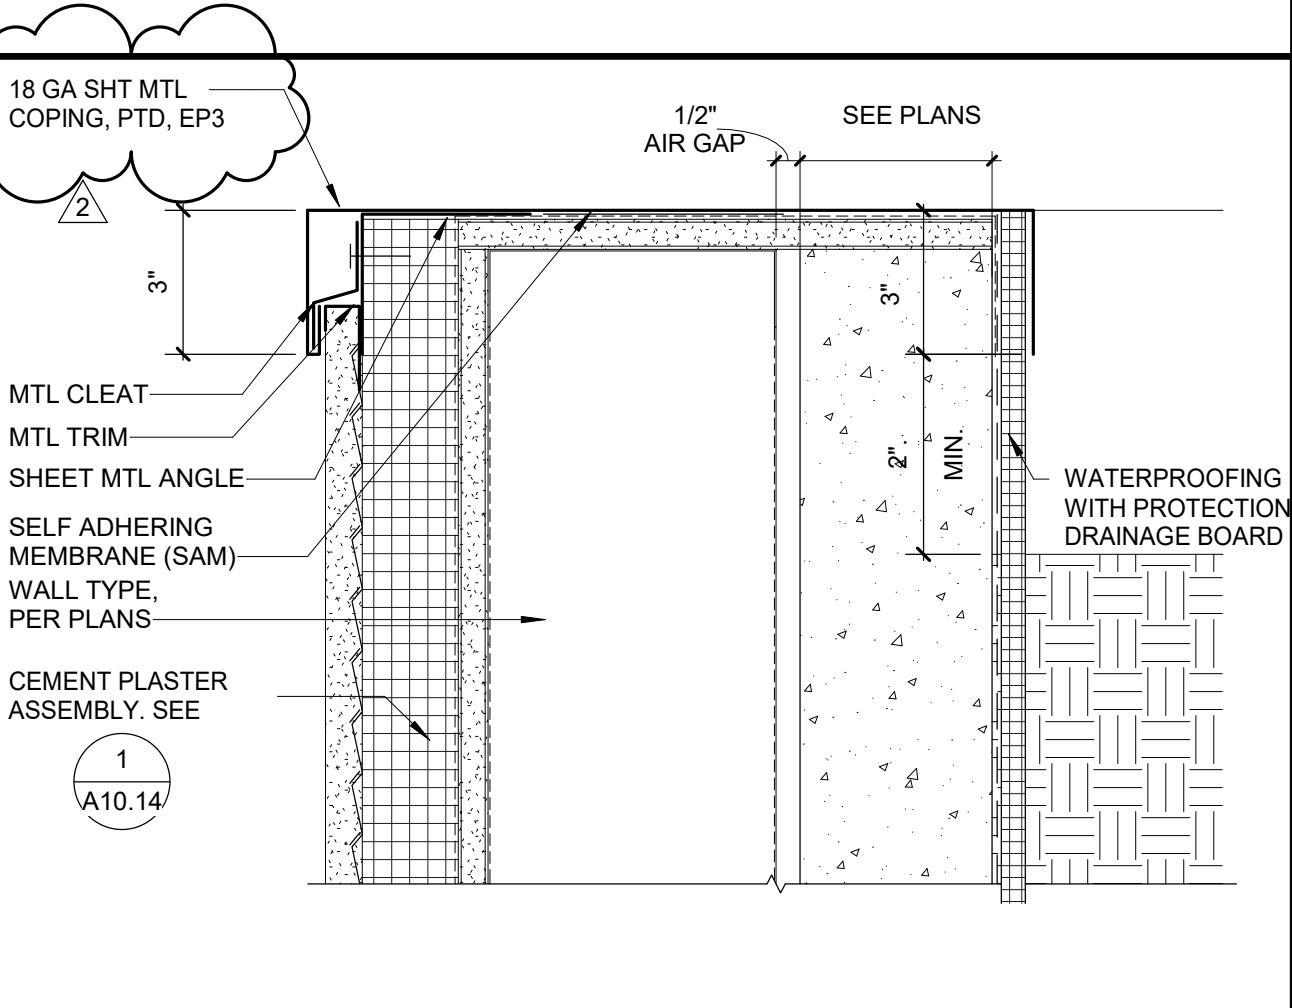 18 GA SHT MTL
COPING, PTD, EP3
2
1/2"
AIR GAP
SEE PLANS
3"
3"
2"
MIN.
MTL CLEAT
MTL TRIM
SHEET MTL ANGLE
SELF ADHERING
MEMBRANE (SAM)
WALL TYPE,
PER PLANS
CEMENT PLASTER
ASSEMBLY. SEE
1
A10.14
WATERPROOFING
WITH PROTECTION
DRAINAGE BOARD